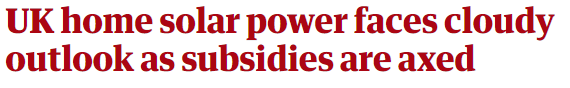 UK home solar power faces cloudy
outlook as subsidies are axed